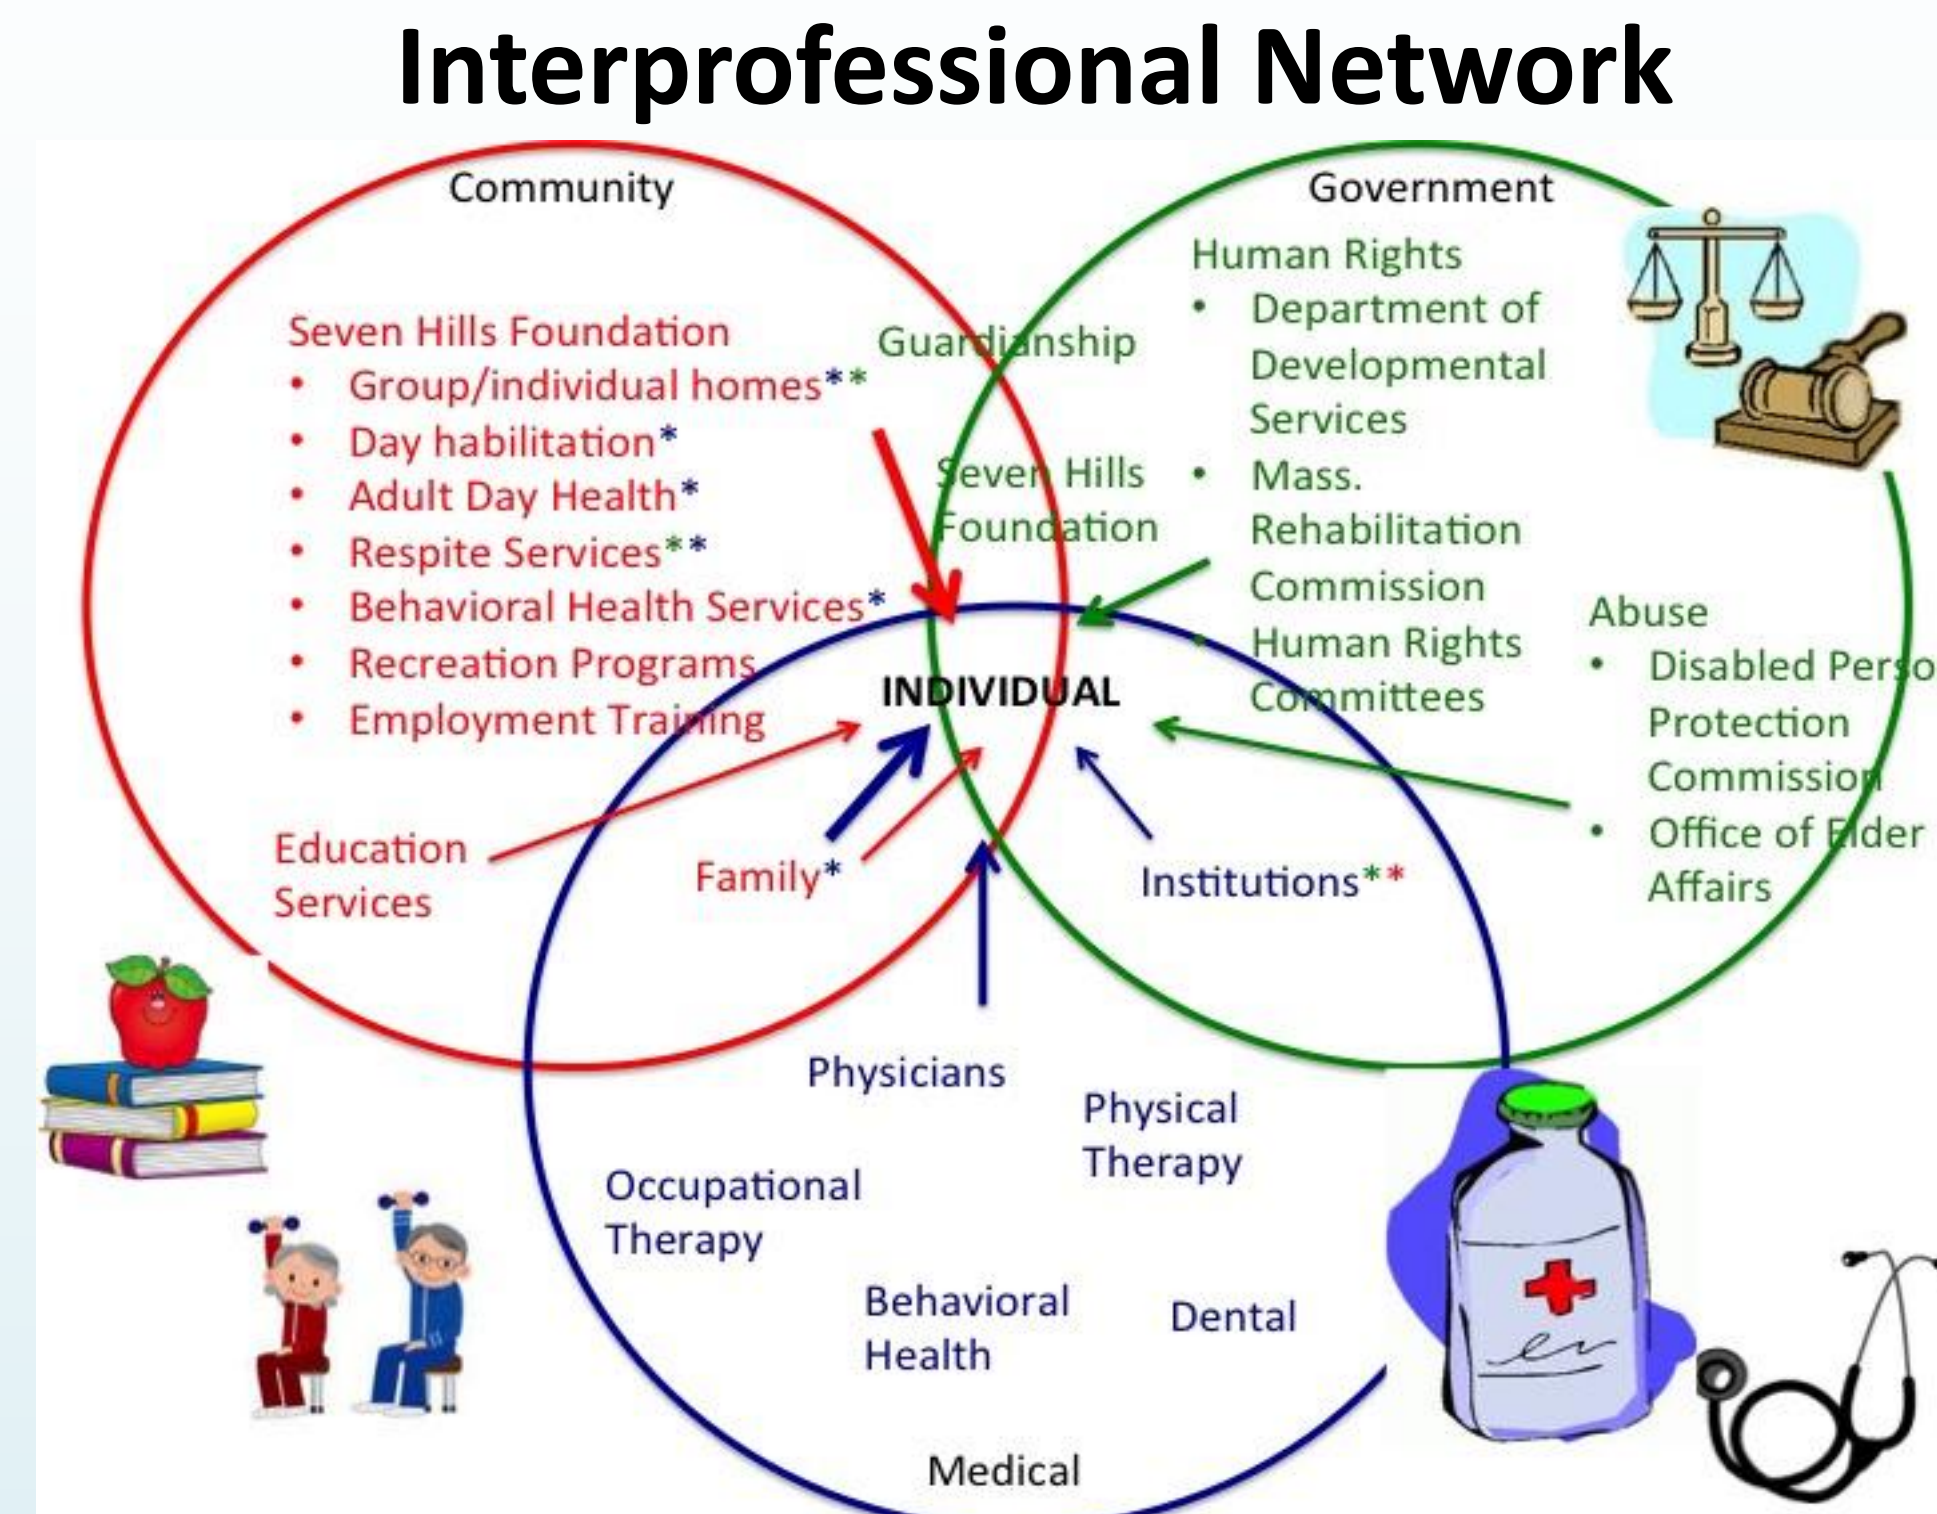 Interprofessional Network
Community
Seven Hills Foundation
• Group/individual homes**
• Day habilitation*
• Adult Day Health*
• Respite Services**
• Behavioral Health Services*
• Recreation Programs
• Employment Training
Education
Services
Family*
Guardianship
Seven Hills
Foundation
Government
Human Rights
• Department of
Developmental
Services
• Mass.
Rehabilitation
Commission
• Human Rights
Committees
Abuse
• Disabled Perso
Protection
Commission
• Office of Elder
Affairs
INDIVIDUAL
Institutions**
Physicians
Physical
Therapy
Occupational
Therapy
Behavioral
Health
Dental
Medical